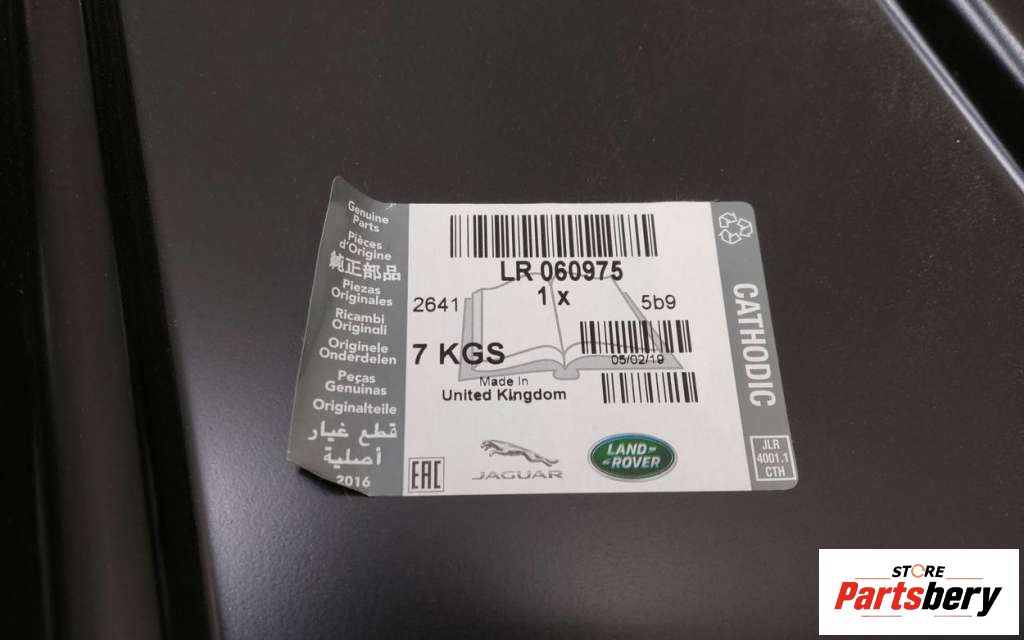 Genuine
Parts
Pièces
d'Origine
純正部品
Piezas
Originales
Ricambi
Originali
Originele
Onderdelen
Peças
Genuinas
Originalteile
قطع غيار
أصلية
2016
LR 060975
1 x
2641
5b9
7 KGS
05/02/19
Made In
United Kingdom
EAC
JAGUAR
LAND
ROVER
CATHODIC
JLR
4001.1
CTH
STORE
Partsbery